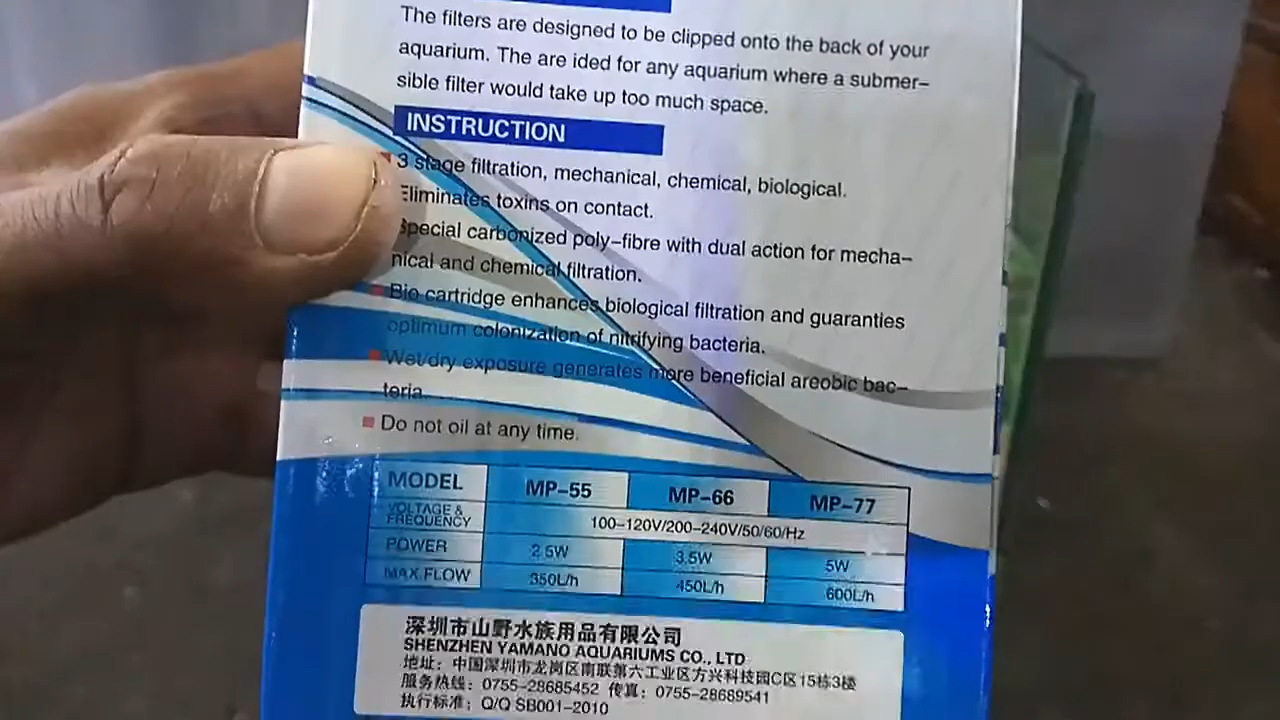 The filters are designed to be clipped onto the back of your
aquarium. The are ided for any aquarium where a submer-
sible filter would take up too much space.
INSTRUCTION
3 stage filtration, mechanical, chemical, biological.
Eliminates toxins on contact.
Special carbonized poly-fibre with dual action for mecha-
nical and chemical filtration.
Bio cartridge enhances biological filtration and guaranties
optimum colonization of nitrifying bacteria.
Wet/dry exposure generates more beneficial areobic bac-
teria.
Do not oil at any time.
MODEL MP-55 MP-66 MP-77
VOLTAGE & FREQUENCY 100-120V/200-240V/50/60/Hz
POWER 2.5W 3.5W 5W
MAX.FLOW 350L/h 450L/h 600L/h
深圳市山野水族用品有限公司
SHENZHEN YAMANO AQUARIUMS CO., LTD
地址：中国深圳市龙岗区南联第六工业区方兴科技园C区15栋3楼
服务热线：0755-28685452 传真：0755-28689541
执行标准：Q/Q SB001-2010